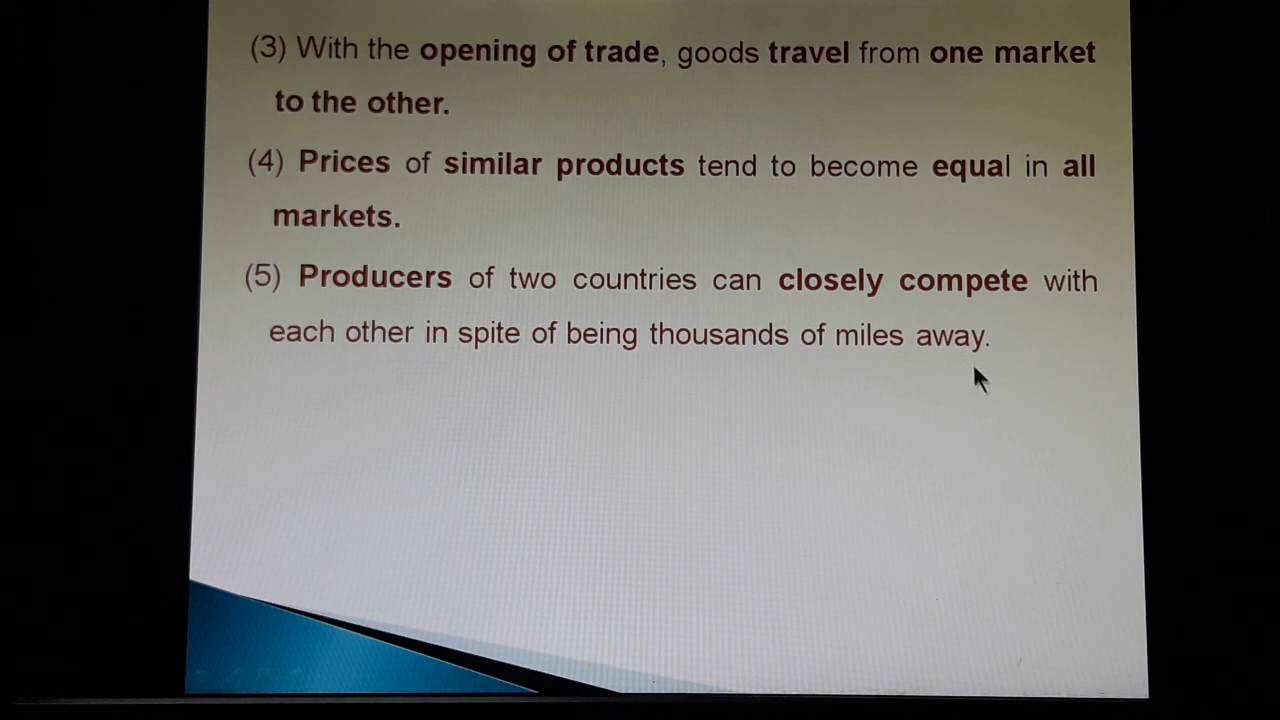 (3) With the opening of trade, goods travel from one market
to the other.
(4) Prices of similar products tend to become equal in all
markets.
(5) Producers of two countries can closely compete with
each other in spite of being thousands of miles away.